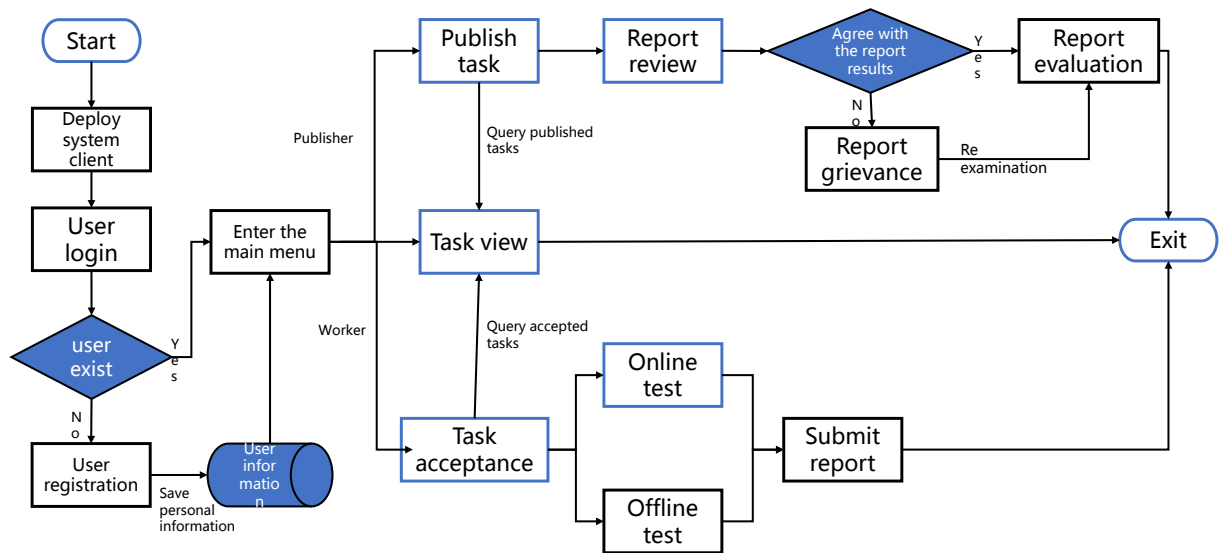 Start
Deploy
system
client
User
login
user
exist
Y
e
s
N
o
User
registration
Save
personal
information
User
infor
matio
n
Enter the
main menu
Publisher
Worker
Publish
task
Query published
tasks
Task view
Query accepted
tasks
Task
acceptance
Report
review
Agree with
the report
results
Y
e
s
N
o
Report
grievance
Re
examination
Report
evaluation
Online
test
Offline
test
Submit
report
Exit